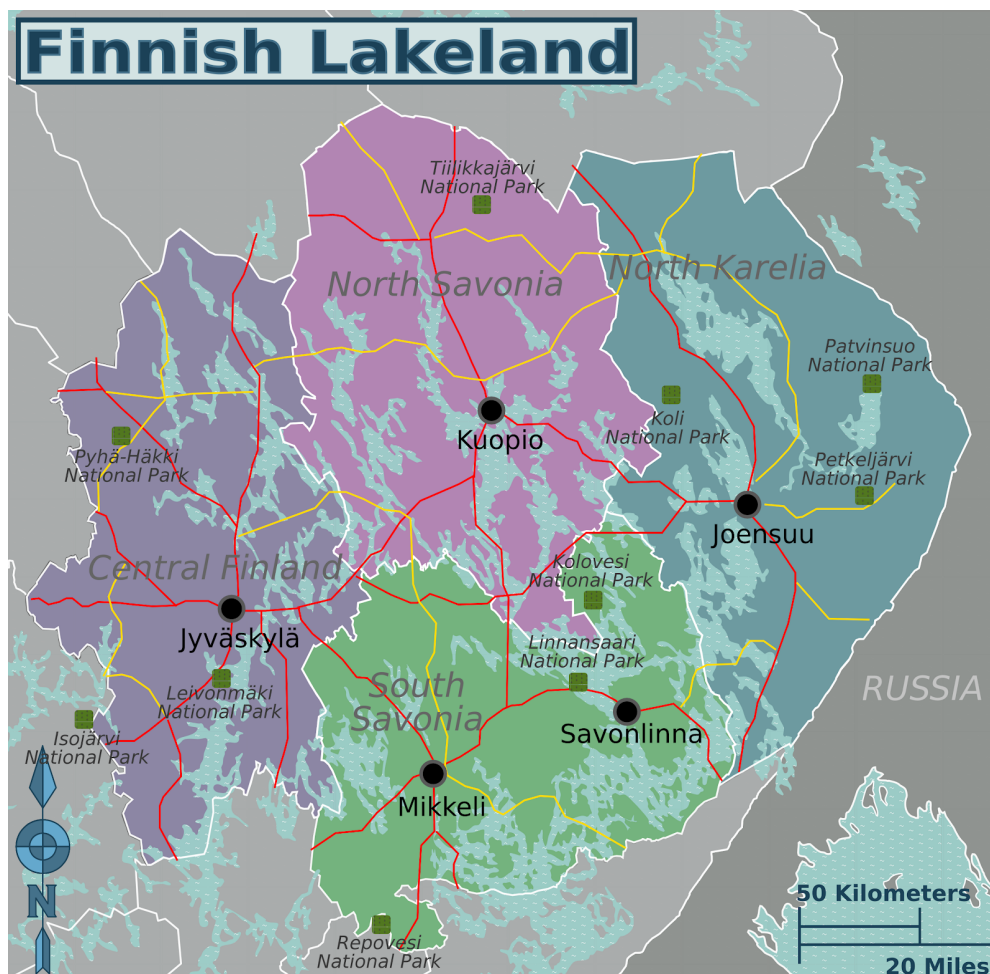 Finnish Lakeland
Tiilikkajärvi
National Park
North Savonia
North Karelia
Patvinsuo
National Park
Koli
National Park
Kuopio
Pyhä-Häkki
National Park
Petkeljärvi
National Park
Joensuu
Central Finland
Kolovesi
National Park
Jyväskylä
Linnansaari
National Park
South
Savonia
RUSSIA
Leivonmäki
National Park
Savonlinna
Isojärvi
National Park
Mikkeli
50 Kilometers
N
Repovesi
National Park
20 Miles